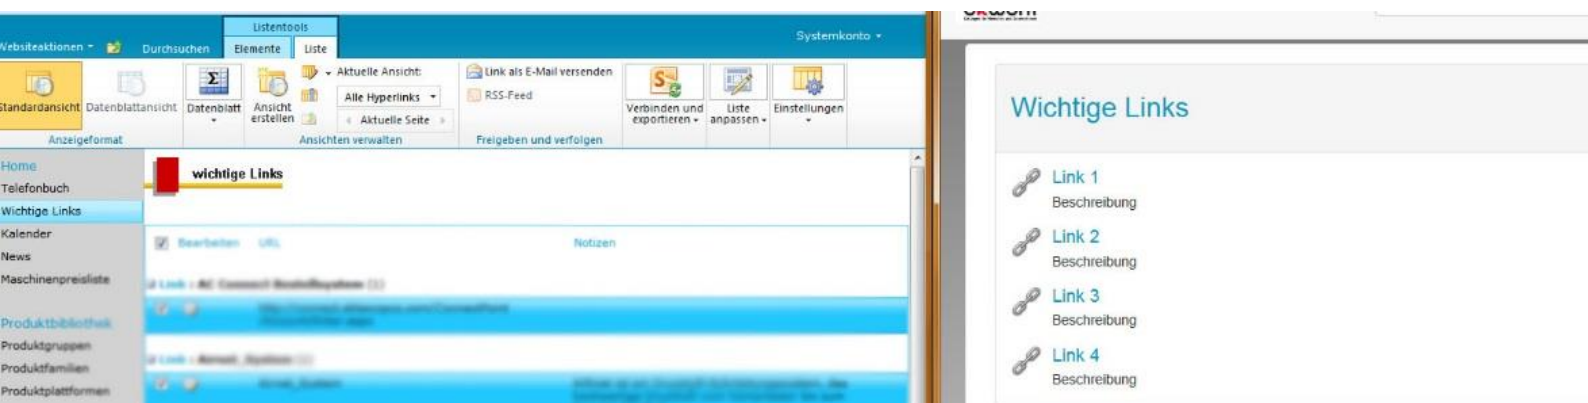 Listentools
Websiteaktionen
Durchsuchen
Elemente
Liste
Systemkonto
Standardansicht
Datenblattansicht
Datenblatt
Ansicht
erstellen
Aktuelle Ansicht:
Alle Hyperlinks
Aktuelle Seite
Link als E-Mail versenden
RSS-Feed
Verbinden und
exportieren
Liste
anpassen
Einstellungen
Anzeigeformat
Ansichten verwalten
Freigeben und verfolgen
Home
Telefonbuch
Wichtige Links
Kalender
News
Maschinenpreisliste
Produktbibliothek
Produktgruppen
Produktfamilien
Produktplattformen
wichtige Links
Bearbeiten URL Notizen
Wichtige Links
Link 1
Beschreibung
Link 2
Beschreibung
Link 3
Beschreibung
Link 4
Beschreibung